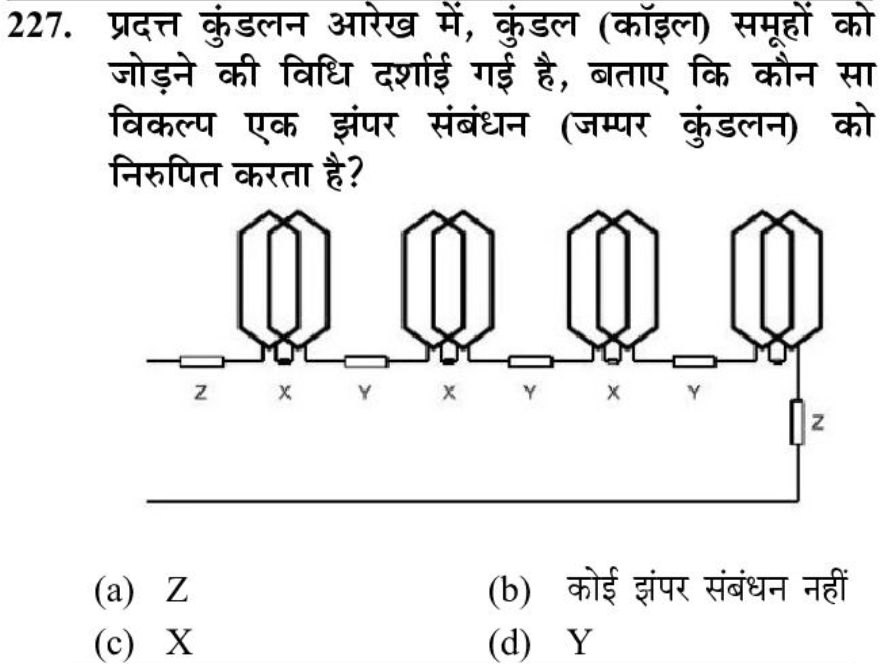 227. प्रदत्त कुंडलन आरेख में, कुंडल (कॉइल) समूहों को
जोड़ने की विधि दर्शाई गई है, बताए कि कौन सा
विकल्प एक झंपर संबंधन (जम्पर कुंडलन) को
निरुपित करता है?
Z X Y X Y X Y
Z
(a) Z (b) कोई झंपर संबंधन नहीं
(c) X (d) Y